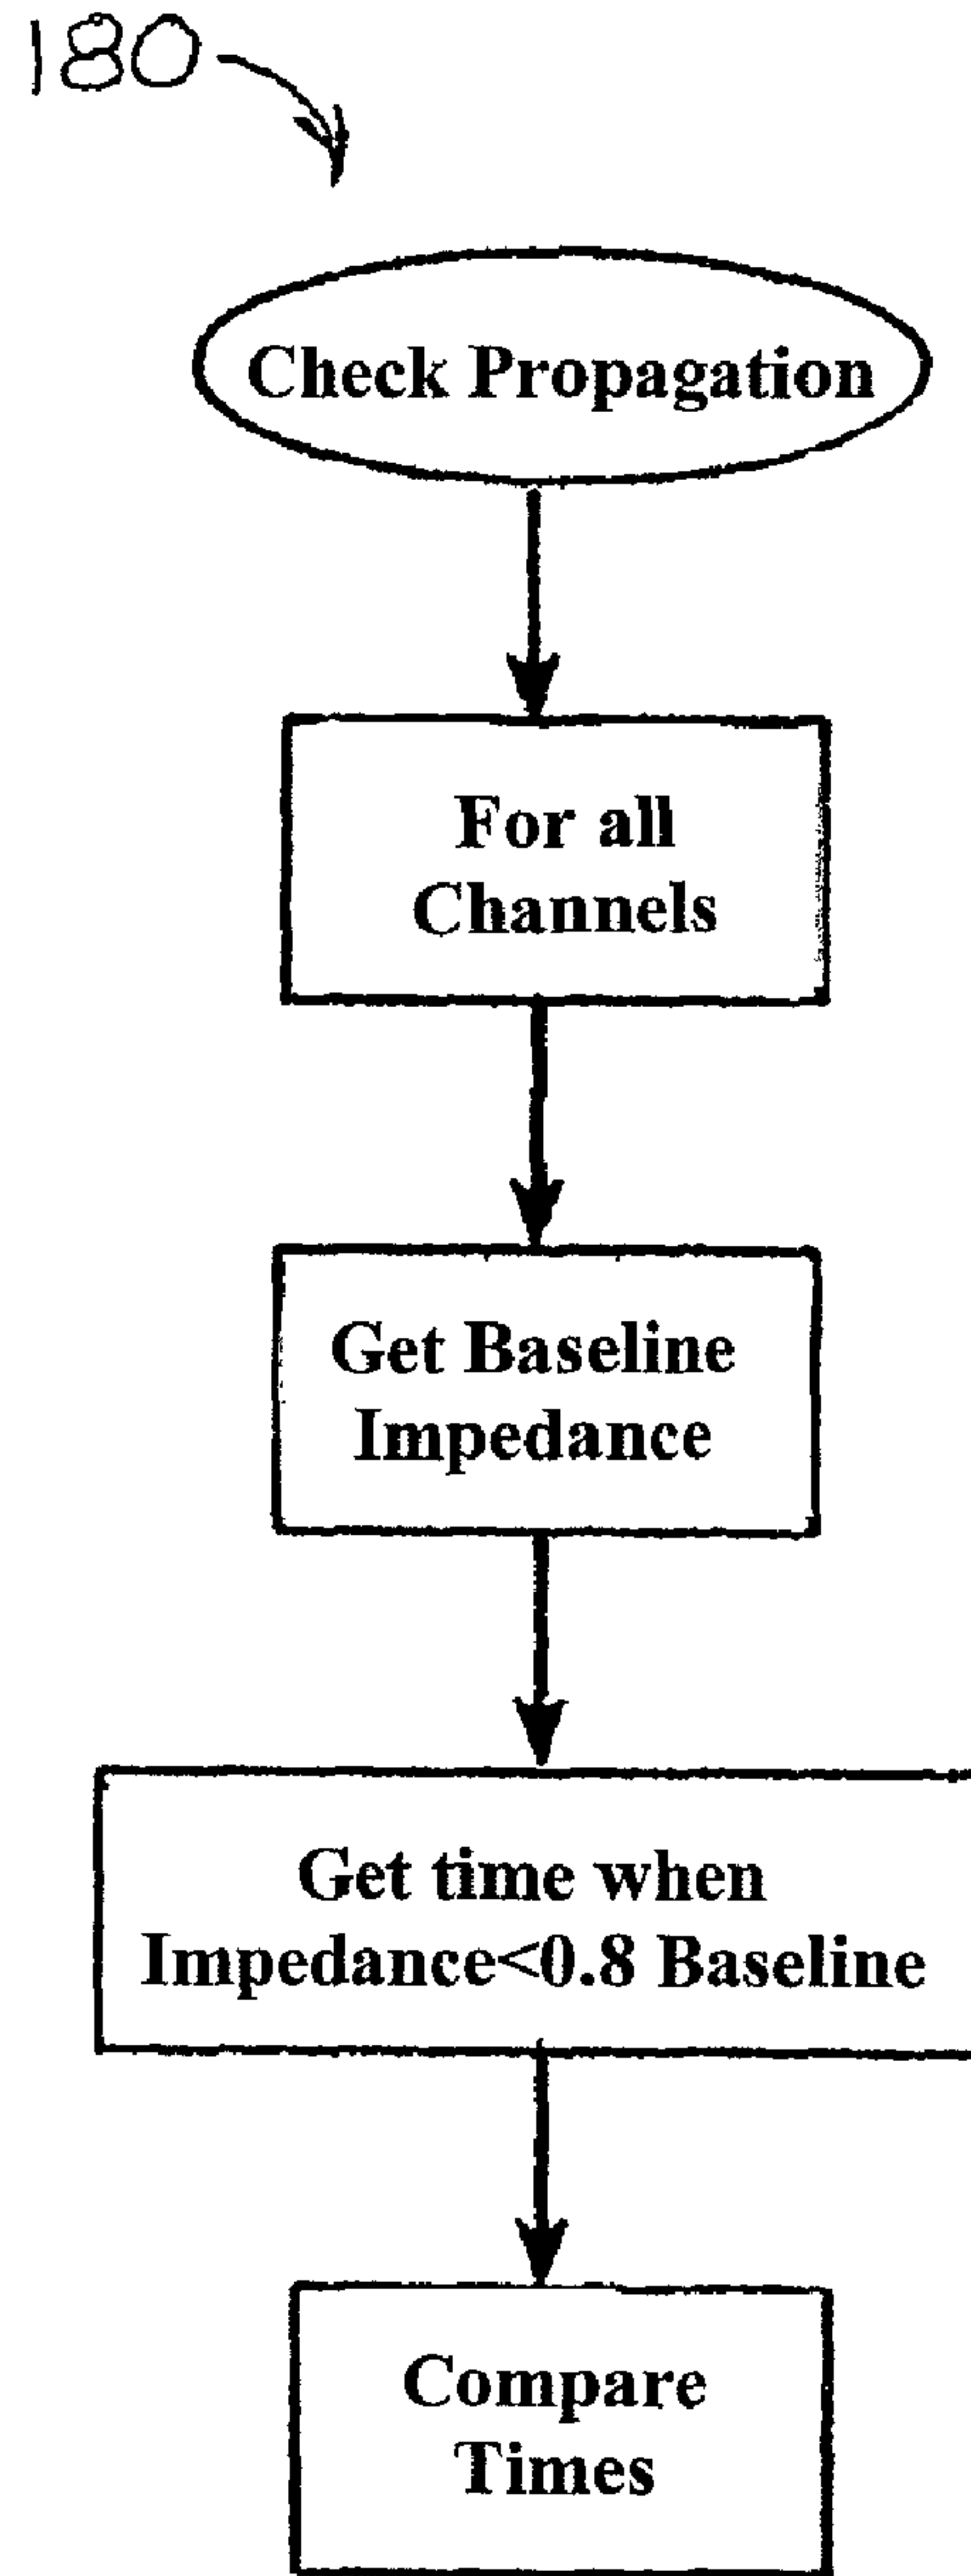 180
Check Propagation
For all
Channels
Get Baseline
Impedance
Get time when
Impedance<0.8 Baseline
Compare
Times